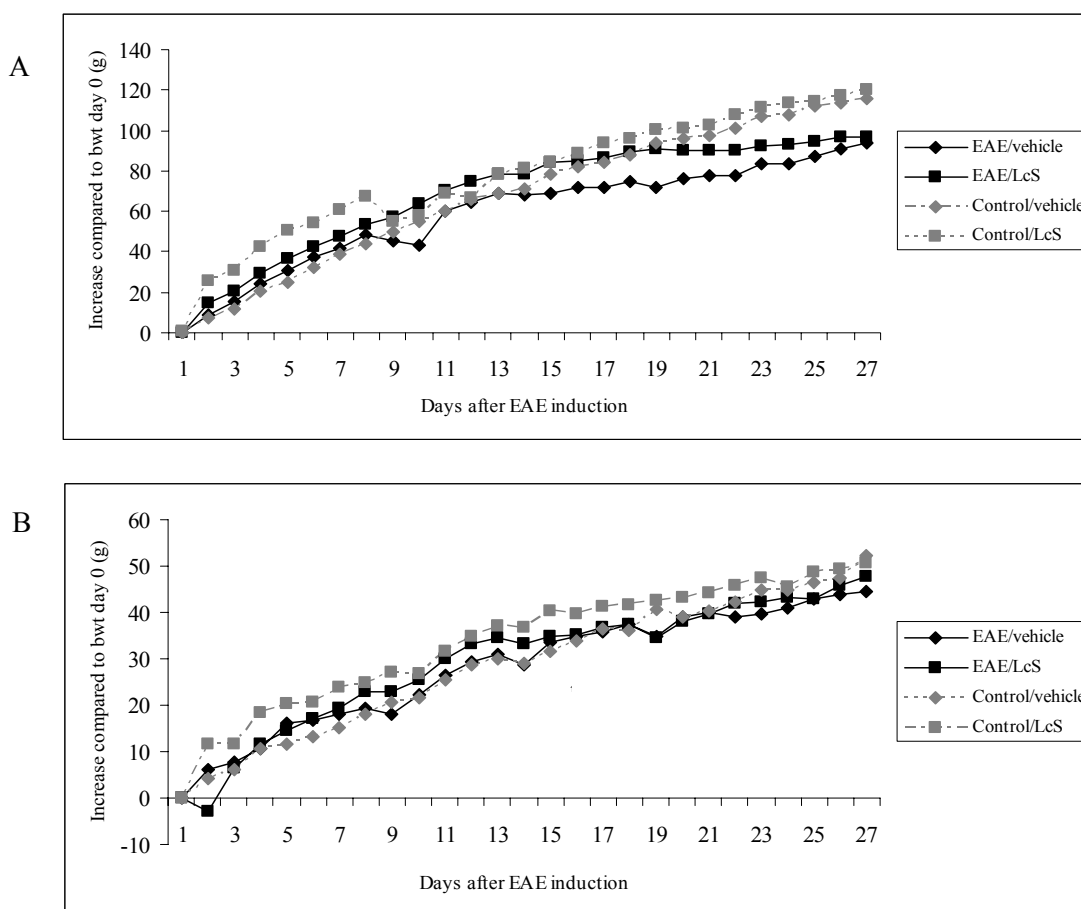 A
Increase compared to bwt day 0 (g)
140
120
100
80
60
40
20
0
1 3 5 7 9 11 13 15 17 19 21 23 25 27
Days after EAE induction
EAE/vehicle
EAE/LcS
Control/vehicle
Control/LcS
B
Increase compared to bwt day 0 (g)
60
50
40
30
20
10
0
-10
1 3 5 7 9 11 13 15 17 19 21 23 25 27
Days after EAE induction
EAE/vehicle
EAE/LcS
Control/vehicle
Control/LcS